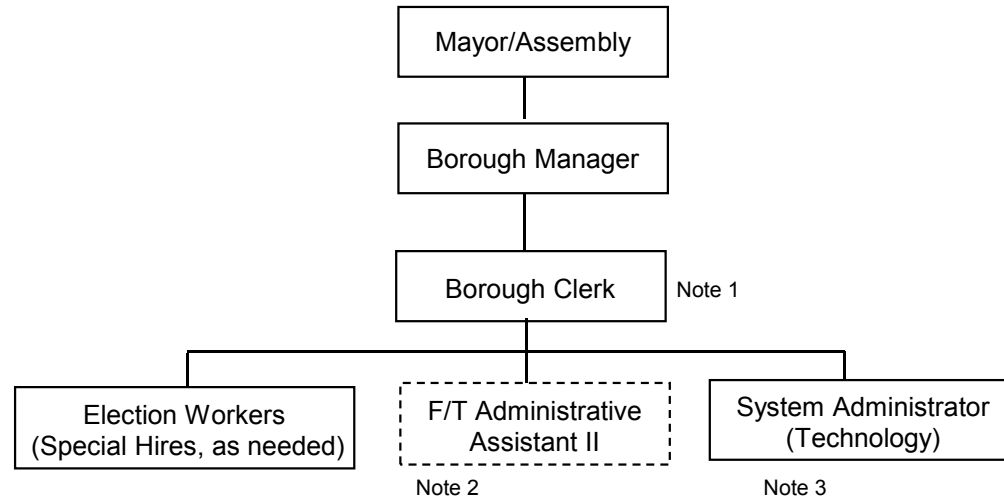 Mayor/Assembly
Borough Manager
Borough Clerk
Note 1
Election Workers
(Special Hires, as needed)
F/T Administrative
Assistant II
System Administrator
(Technology)
Note 2
Note 3